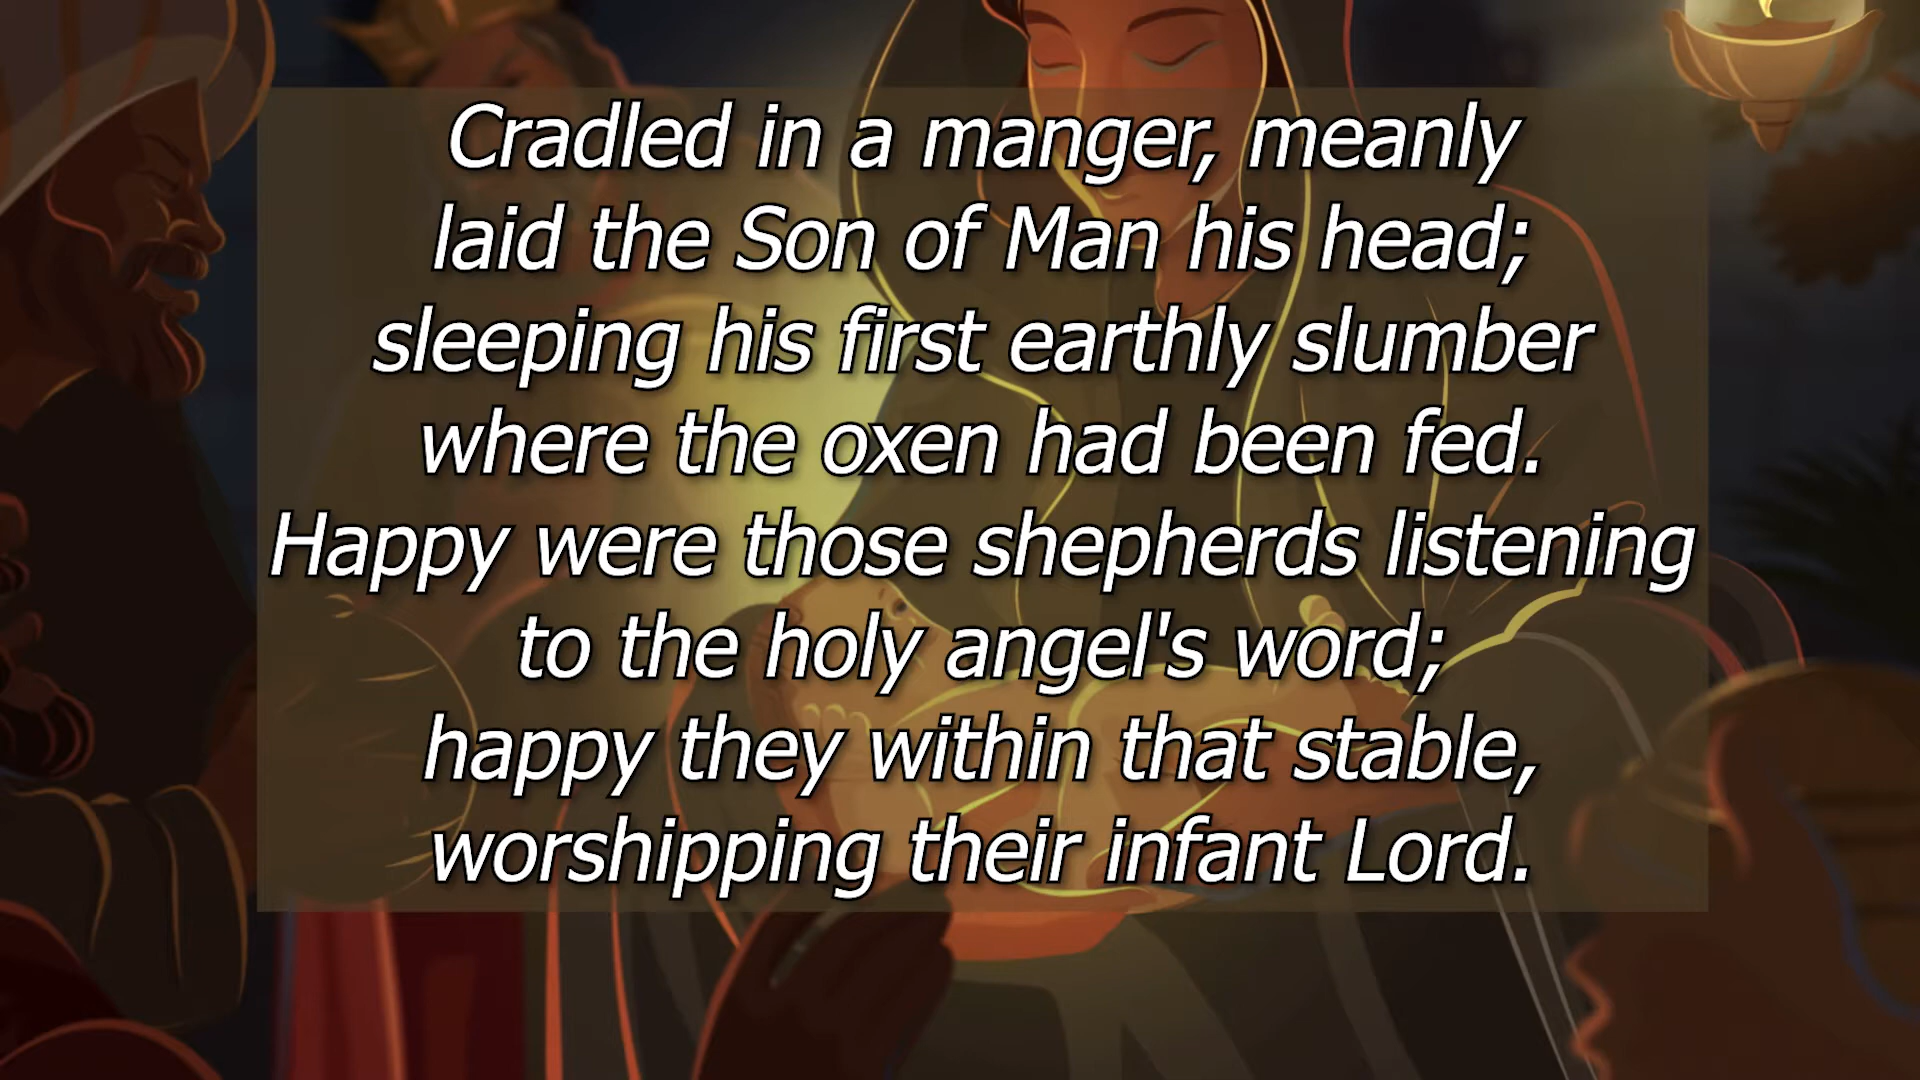 Cradled in a manger, meanly
laid the Son of Man his head;
sleeping his first earthly slumber
where the oxen had been fed.
Happy were those shepherds listening
to the holy angel's word;
happy they within that stable,
worshipping their infant Lord.